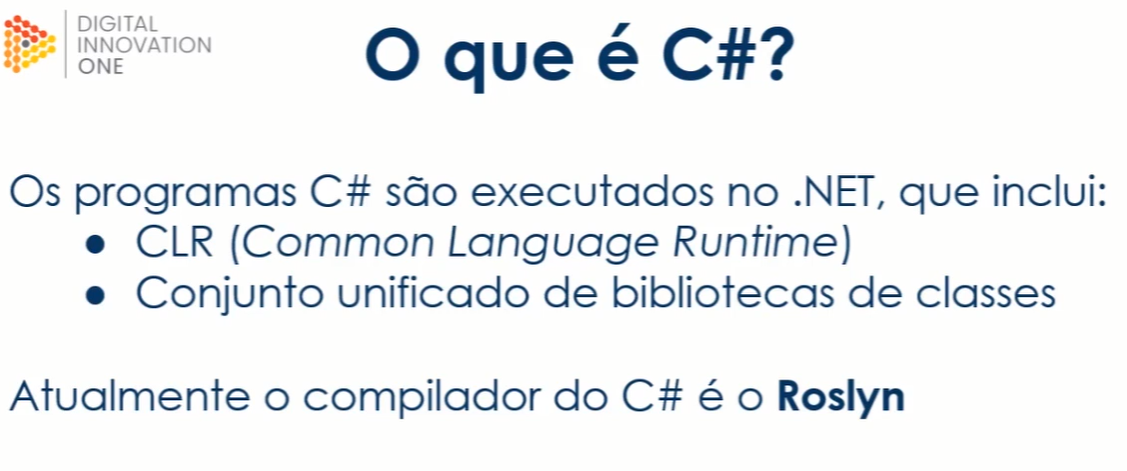 DIGITAL
INNOVATION
ONE
O que é C#?
Os programas C# são executados no .NET, que inclui:
● CLR (Common Language Runtime)
● Conjunto unificado de bibliotecas de classes
Atualmente o compilador do C# é o Roslyn